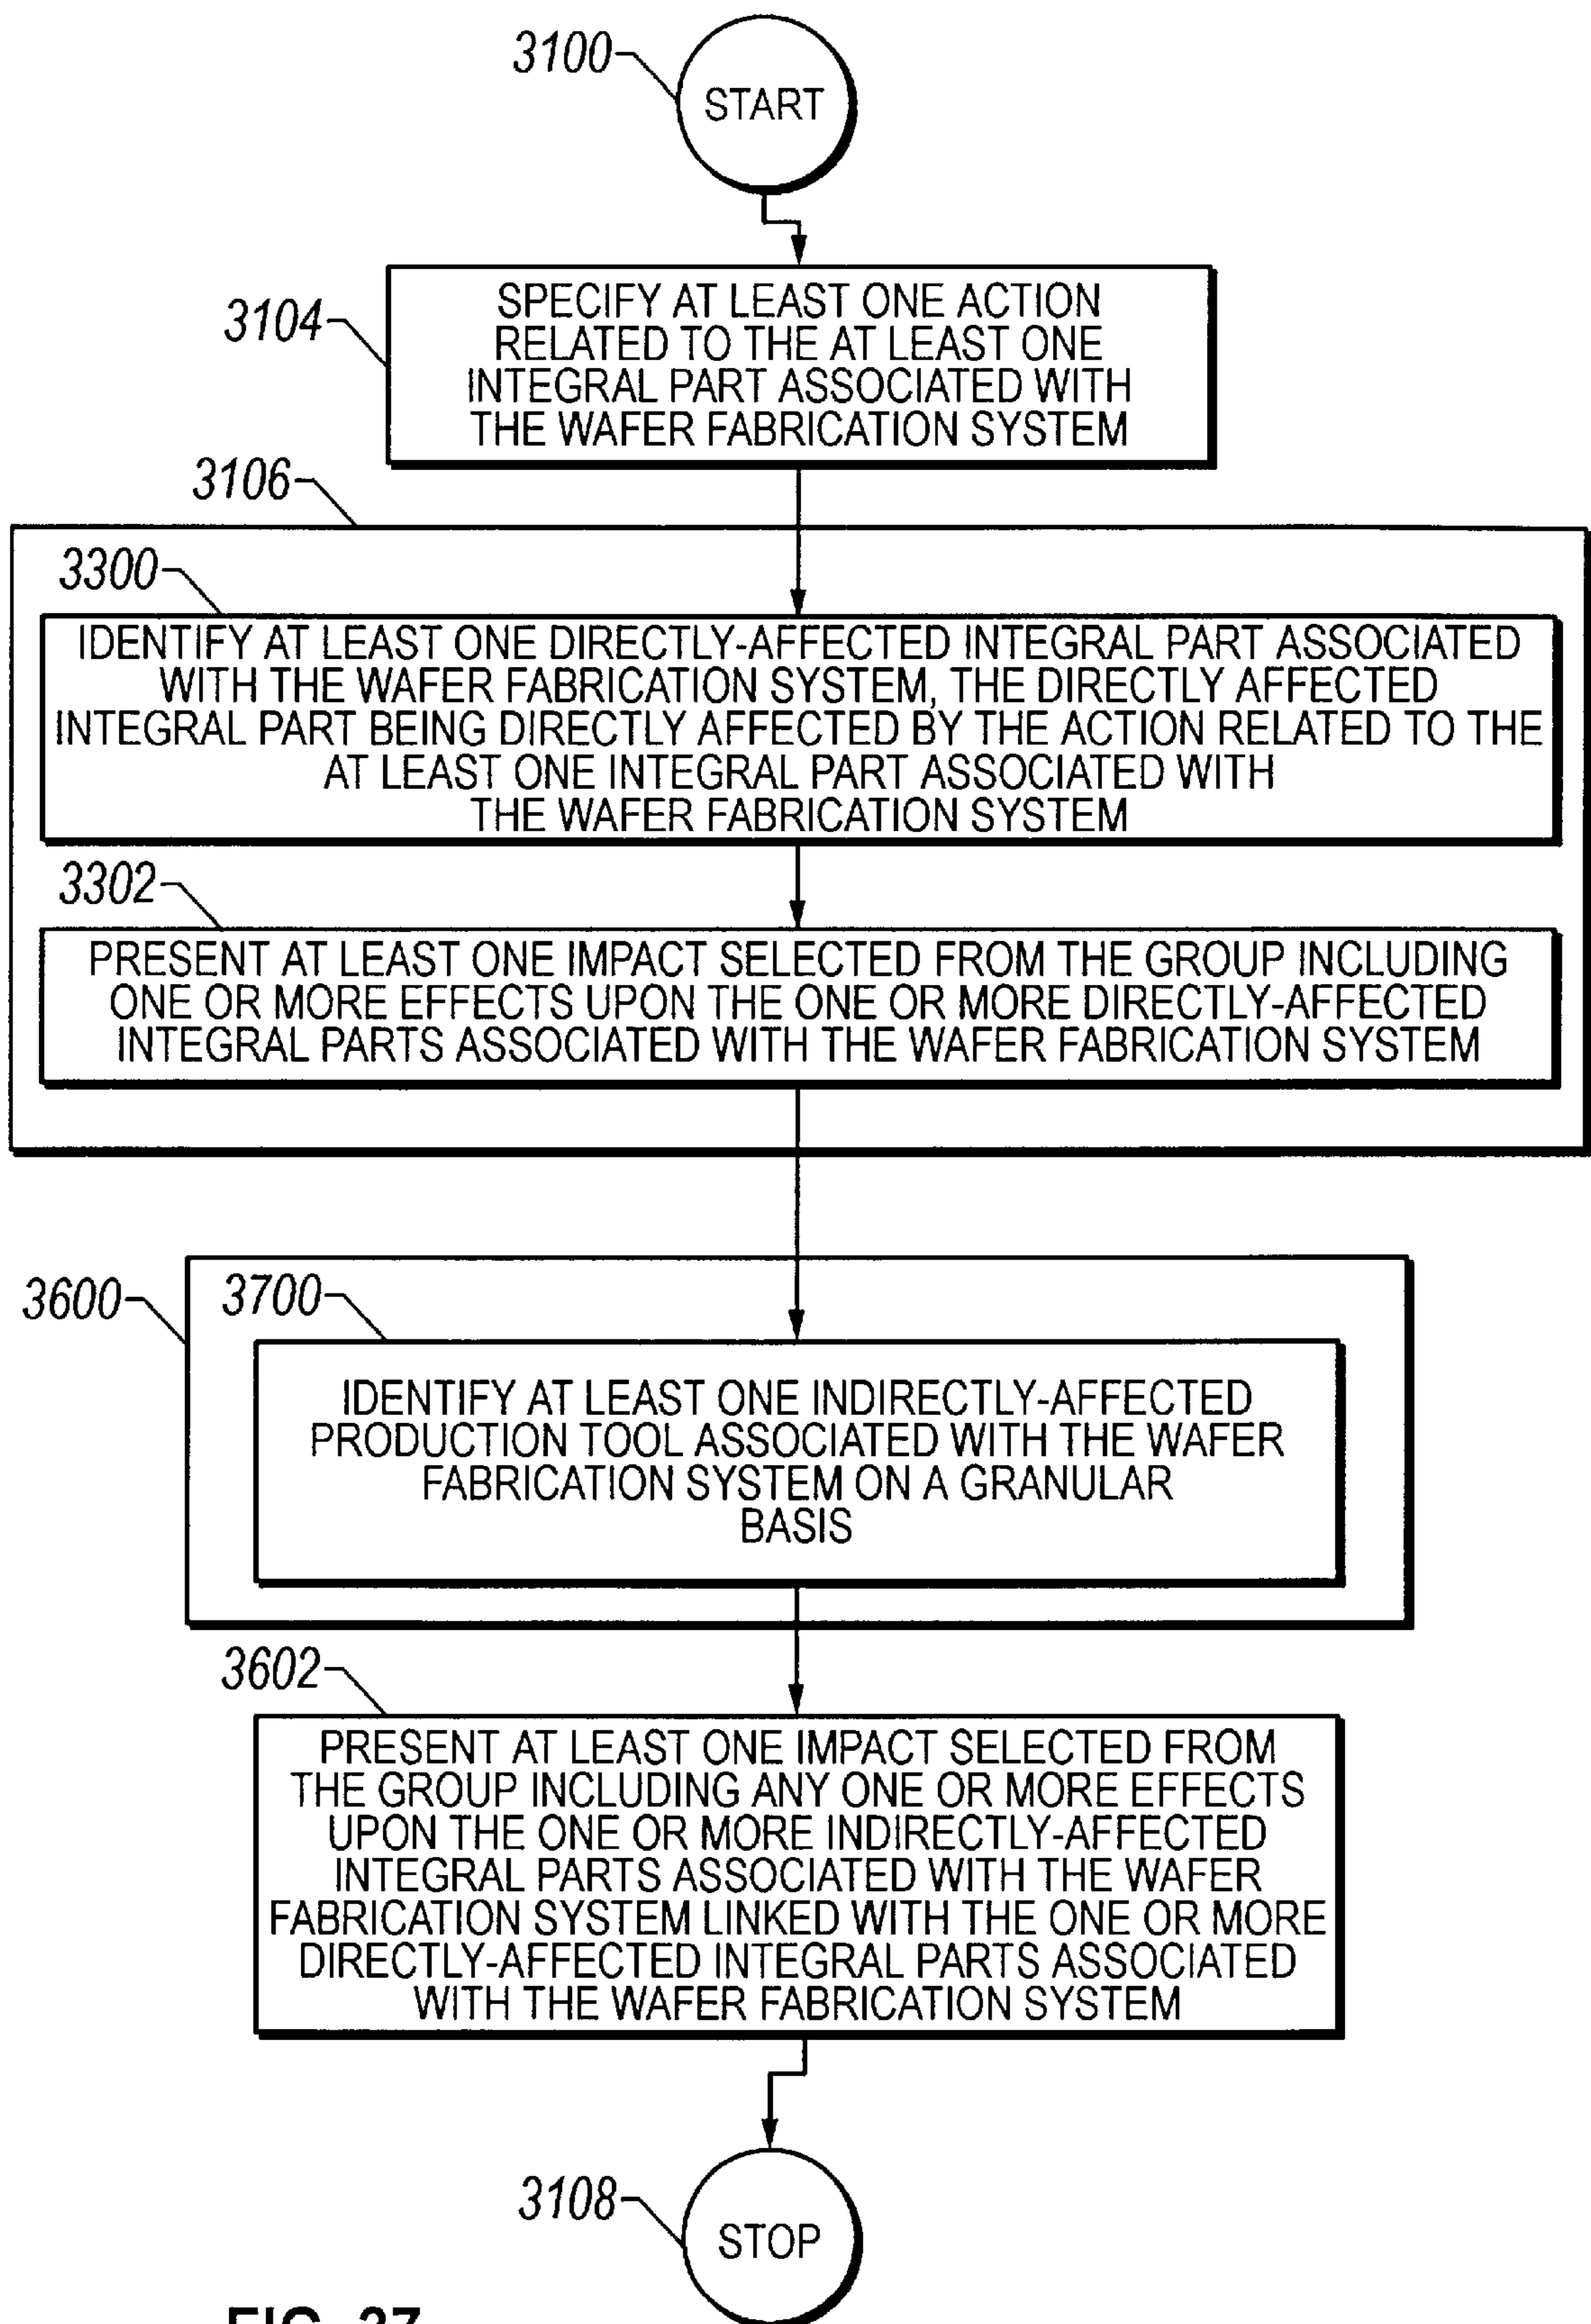 3100
START
3104
SPECIFY AT LEAST ONE ACTION
RELATED TO THE AT LEAST ONE
INTEGRAL PART ASSOCIATED WITH
THE WAFER FABRICATION SYSTEM
3106
3300
IDENTIFY AT LEAST ONE DIRECTLY-AFFECTED INTEGRAL PART ASSOCIATED
WITH THE WAFER FABRICATION SYSTEM, THE DIRECTLY AFFECTED
INTEGRAL PART BEING DIRECTLY AFFECTED BY THE ACTION RELATED TO THE
AT LEAST ONE INTEGRAL PART ASSOCIATED WITH
THE WAFER FABRICATION SYSTEM
3302
PRESENT AT LEAST ONE IMPACT SELECTED FROM THE GROUP INCLUDING
ONE OR MORE EFFECTS UPON THE ONE OR MORE DIRECTLY-AFFECTED
INTEGRAL PARTS ASSOCIATED WITH THE WAFER FABRICATION SYSTEM
3600
3700
IDENTIFY AT LEAST ONE INDIRECTLY-AFFECTED
PRODUCTION TOOL ASSOCIATED WITH THE WAFER
FABRICATION SYSTEM ON A GRANULAR
BASIS
3602
PRESENT AT LEAST ONE IMPACT SELECTED FROM
THE GROUP INCLUDING ANY ONE OR MORE EFFECTS
UPON THE ONE OR MORE INDIRECTLY-AFFECTED
INTEGRAL PARTS ASSOCIATED WITH THE WAFER
FABRICATION SYSTEM LINKED WITH THE ONE OR MORE
DIRECTLY-AFFECTED INTEGRAL PARTS ASSOCIATED
WITH THE WAFER FABRICATION SYSTEM
3108
STOP
FIG. 37